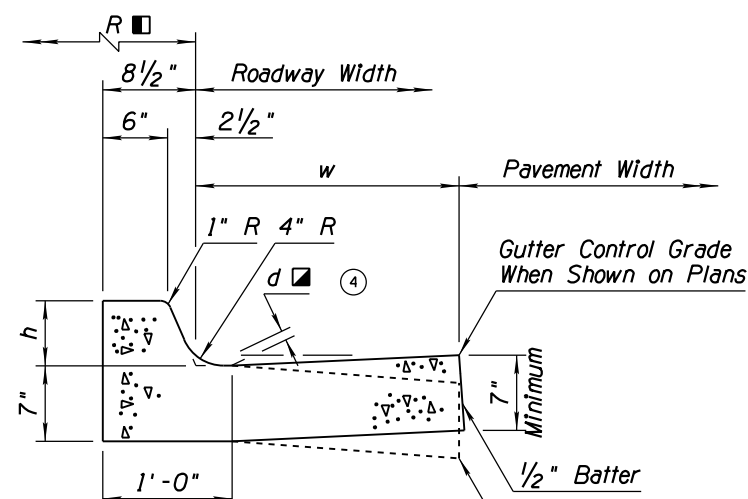 R
8½"
Roadway Width
6"
2½"
w
Pavement Width
1" R
4" R
Gutter Control Grade
When Shown on Plans
d
4
h
7"
7"
Minimum
½" Batter
1'-0"